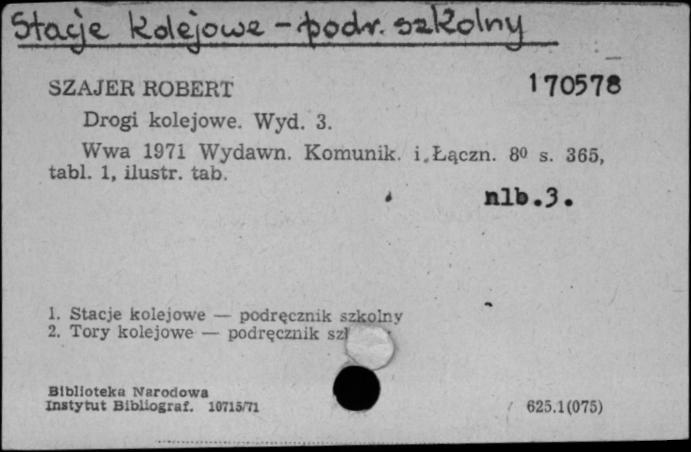 Stacje kolejowe - podr. szkolny
SZAJER ROBERT 170578
Drogi kolejowe. Wyd. 3.
Wwa 1971 Wydawn. Komunik. i Łączn. 8⁰ s. 365,
tabl. 1, ilustr. tab.
nlb.3.
1. Stacje kolejowe — podręcznik szkolny
2. Tory kolejowe — podręcznik
Biblioteka Narodowa
Instytut Bibliograf. 10715/71 625.1(075)